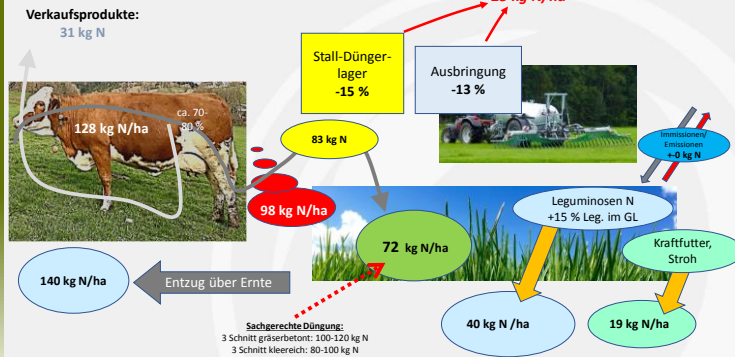 Verkaufsprodukte:
31 kg N
Stall-Dünger-
lager
-15 %
Ausbringung
-13 %
ca. 70-
80 %
128 kg N/ha
83 kg N
Immissionen/
Emissionen
+-0 kg N
98 kg N/ha
Leguminosen N
+15 % Leg. im GL
72 kg N/ha
Kraftfutter,
Stroh
140 kg N/ha
Entzug über Ernte
Sachgerechte Düngung:
3 Schnitt gräserbetont: 100-120 kg N
3 Schnitt kleereich: 80-100 kg N
40 kg N /ha
19 kg N/ha